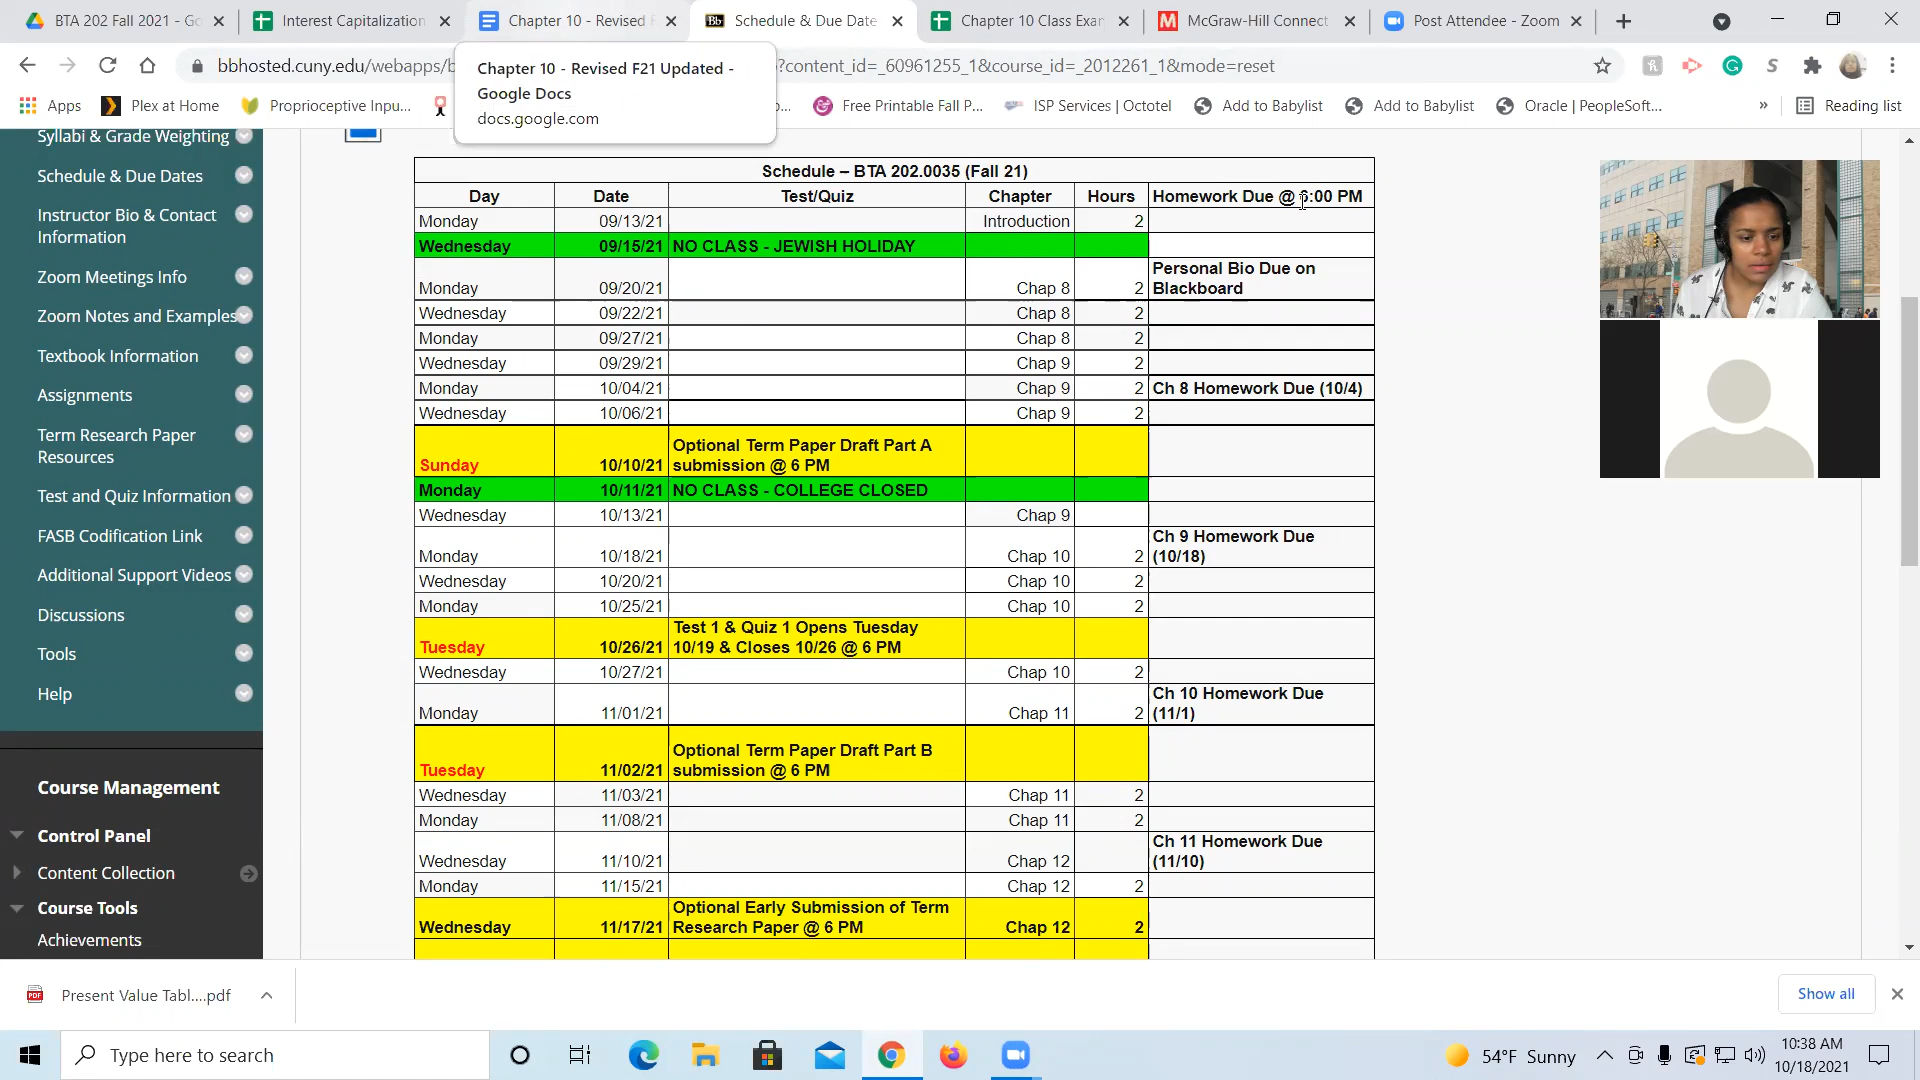 BTA 202 Fall 2021 - Go
Interest Capitalization
Chapter 10 - Revised F
Schedule & Due Date
Chapter 10 Class Exam
McGraw-Hill Connect
Post Attendee - Zoom
bbhosted.cuny.edu/webapps/b
?content_id=_60961255_1&course_id=_2012261_1&mode=reset
Chapter 10 - Revised F21 Updated -
Google Docs
docs.google.com
Apps
Plex at Home
Proprioceptive Inpu...
Free Printable Fall P...
ISP Services | Octotel
Add to Babylist
Add to Babylist
Oracle | PeopleSoft...
»
Reading list
Syllabi & Grade Weighting
Schedule & Due Dates
Instructor Bio & Contact
Information
Zoom Meetings Info
Zoom Notes and Examples
Textbook Information
Assignments
Term Research Paper
Resources
Test and Quiz Information
FASB Codification Link
Additional Support Videos
Discussions
Tools
Help
Course Management
Control Panel
Content Collection
Course Tools
Achievements
Schedule – BTA 202.0035 (Fall 21)
Day Date Test/Quiz Chapter Hours Homework Due @ 6:00 PM
Monday 09/13/21 Introduction 2
Wednesday 09/15/21 NO CLASS - JEWISH HOLIDAY
Personal Bio Due on
Monday 09/20/21 Chap 8 2 Blackboard
Wednesday 09/22/21 Chap 8 2
Monday 09/27/21 Chap 8 2
Wednesday 09/29/21 Chap 9 2
Monday 10/04/21 Chap 9 2 Ch 8 Homework Due (10/4)
Wednesday 10/06/21 Chap 9 2
Optional Term Paper Draft Part A
Sunday 10/10/21 submission @ 6 PM
Monday 10/11/21 NO CLASS - COLLEGE CLOSED
Wednesday 10/13/21 Chap 9
Ch 9 Homework Due
Monday 10/18/21 Chap 10 2 (10/18)
Wednesday 10/20/21 Chap 10 2
Monday 10/25/21 Chap 10 2
Test 1 & Quiz 1 Opens Tuesday
Tuesday 10/26/21 10/19 & Closes 10/26 @ 6 PM
Wednesday 10/27/21 Chap 10 2
Ch 10 Homework Due
Monday 11/01/21 Chap 11 2 (11/1)
Optional Term Paper Draft Part B
Tuesday 11/02/21 submission @ 6 PM
Wednesday 11/03/21 Chap 11 2
Monday 11/08/21 Chap 11 2
Ch 11 Homework Due
Wednesday 11/10/21 Chap 12 (11/10)
Monday 11/15/21 Chap 12 2
Optional Early Submission of Term
Wednesday 11/17/21 Research Paper @ 6 PM Chap 12 2
Present Value Tabl....pdf
Show all
Type here to search
54°F Sunny
10:38 AM
10/18/2021